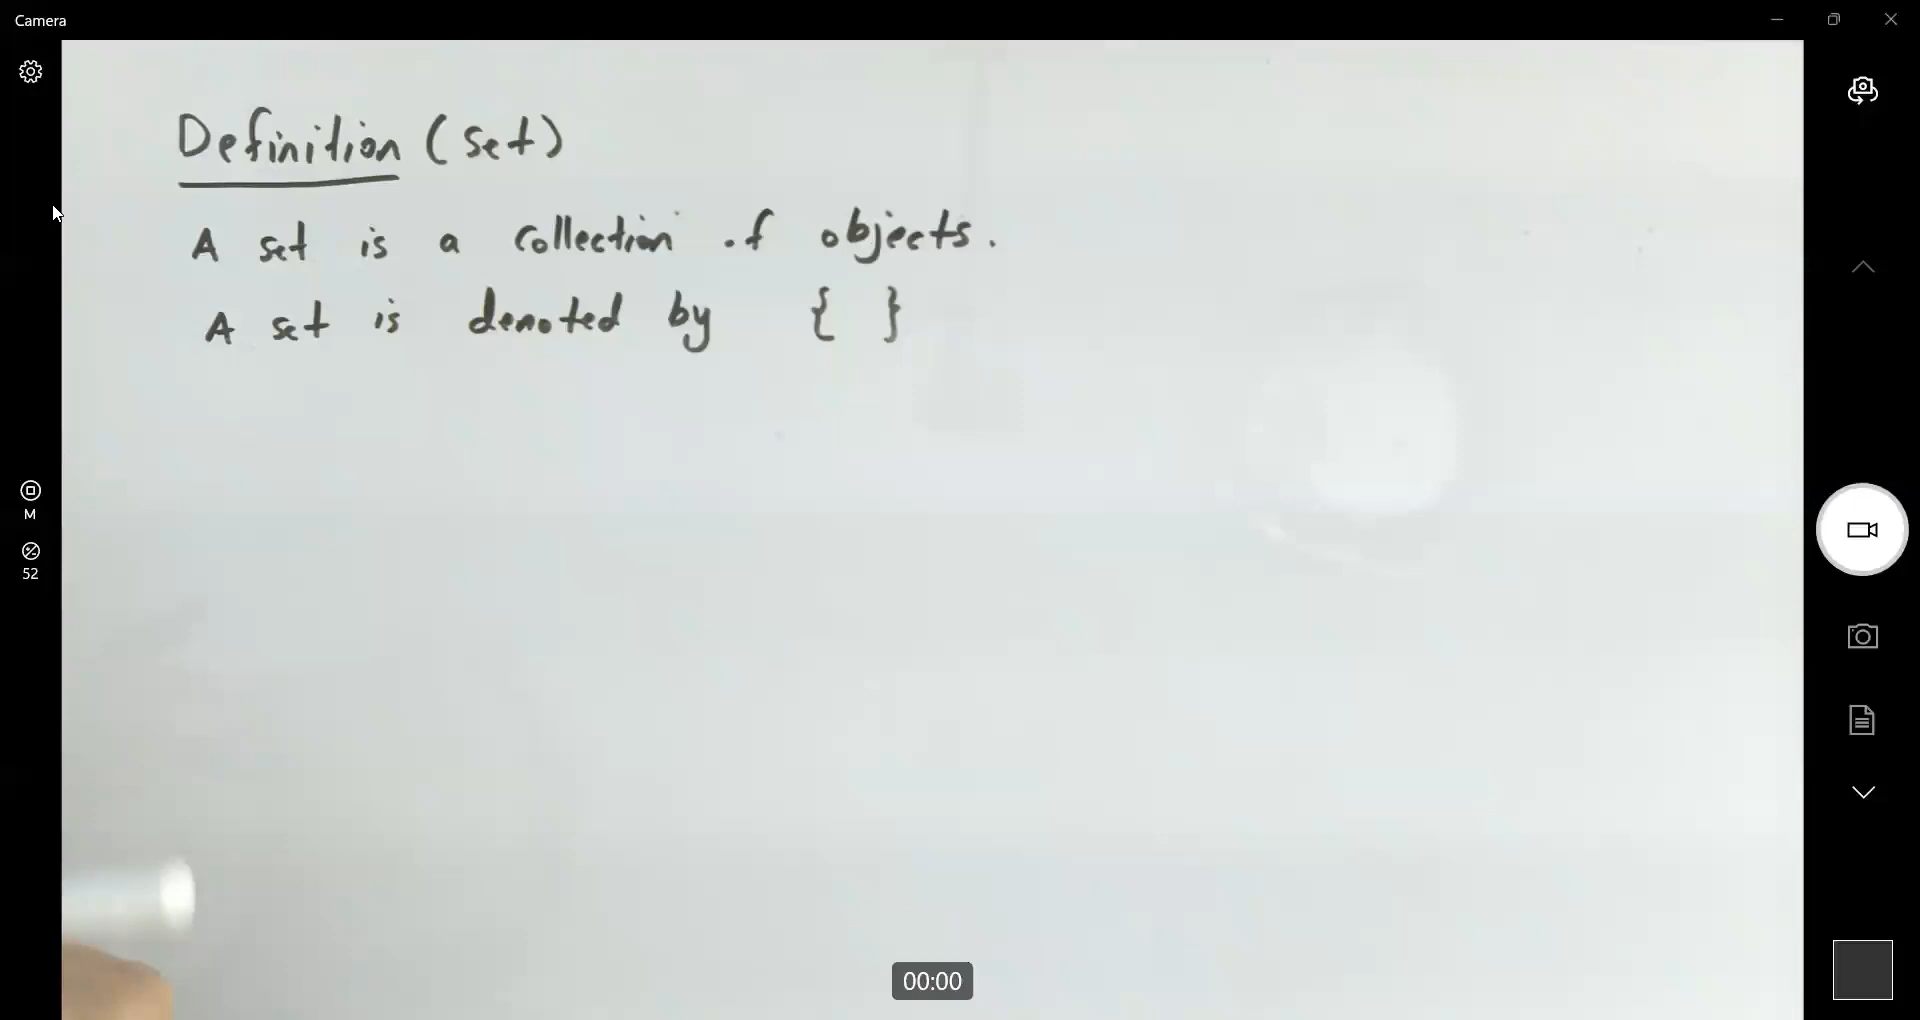 Camera
Definition (set)
A set is a collection of objects.
A set is denoted by { }
M
52
00:00